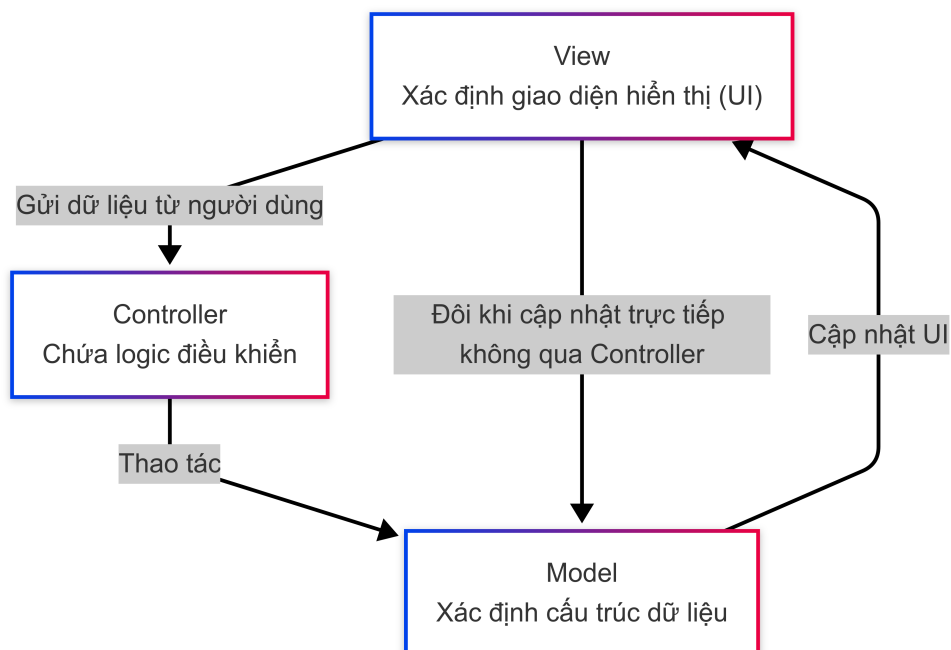 View
Xác định giao diện hiển thị (UI)
Gửi dữ liệu từ người dùng
Controller
Chứa logic điều khiển
Đôi khi cập nhật trực tiếp
không qua Controller
Cập nhật UI
Thao tác
Model
Xác định cấu trúc dữ liệu